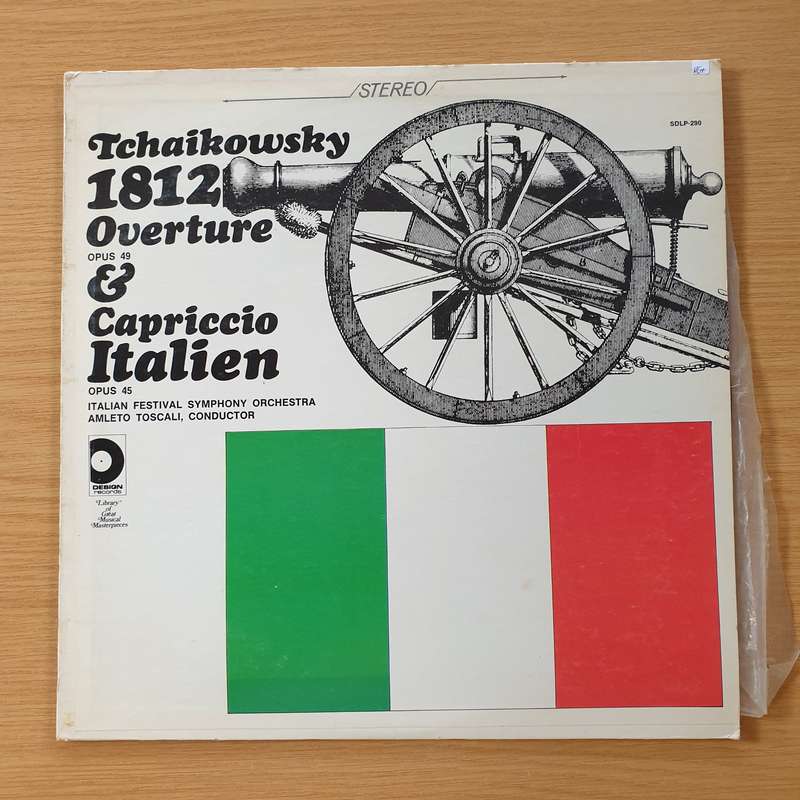 /STEREO/
SDLP-290
Tchaikowsky
1812
Overture
OPUS 49
&
Capriccio
Italien
OPUS 45
ITALIAN FESTIVAL SYMPHONY ORCHESTRA
AMLETO TOSCALI, CONDUCTOR
DESIGN
records
"Library"
of
Great
Musical
Masterpieces